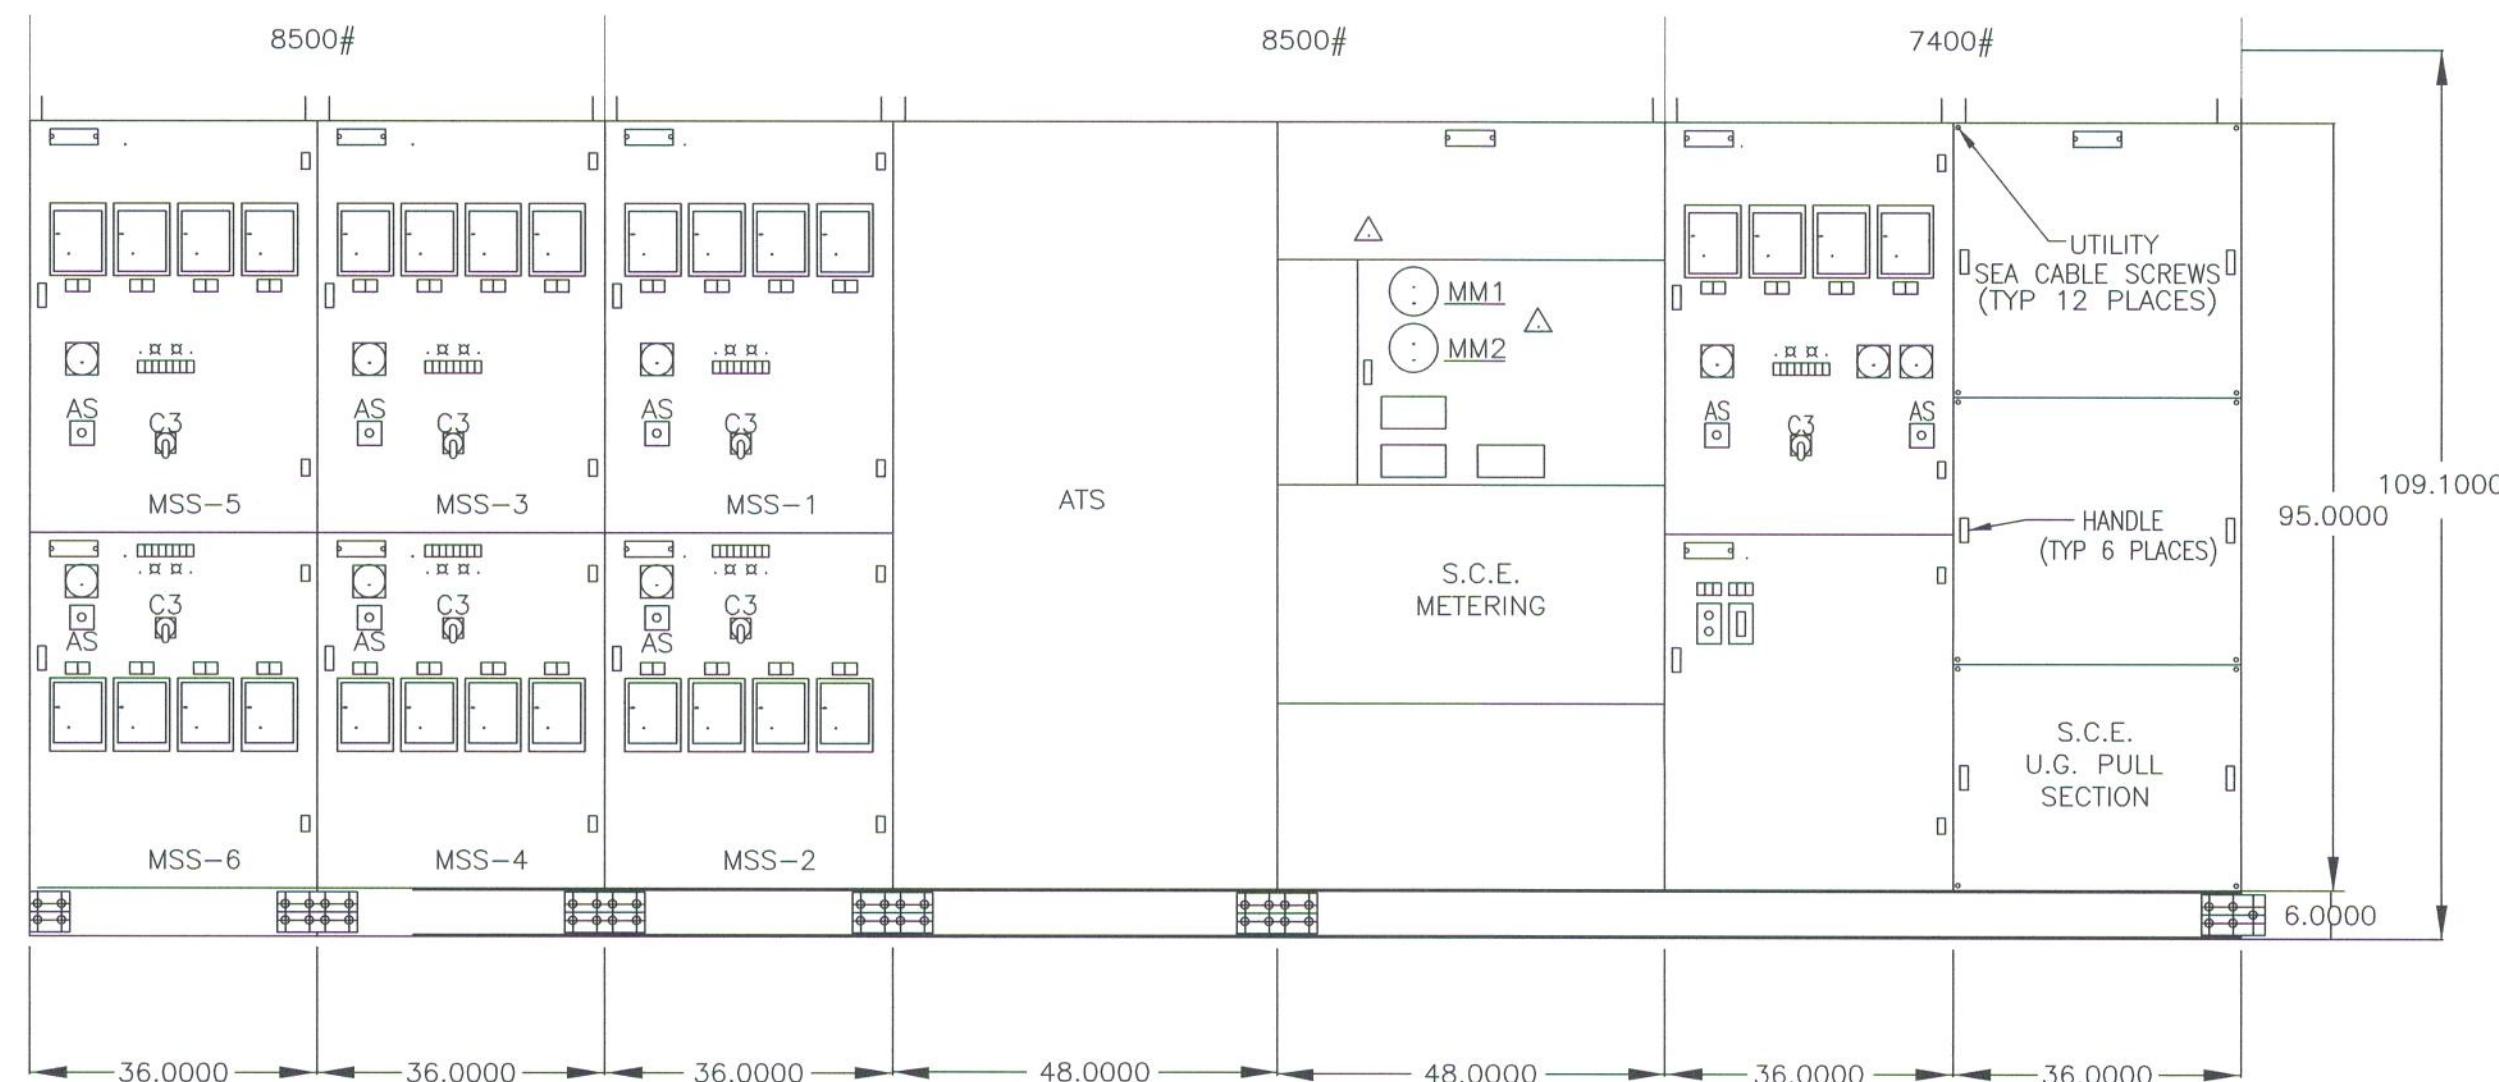 8500#
8500#
7400#
UTILITY
SEA CABLE SCREWS
(TYP 12 PLACES)
MM1
MM2
AS
C3
AS
C3
AS
C3
AS
C3
AS
MSS-5
MSS-3
MSS-1
ATS
109.1000
95.0000
HANDLE
(TYP 6 PLACES)
S.C.E.
METERING
C3
AS
C3
AS
C3
AS
S.C.E.
U.G. PULL
SECTION
MSS-6
MSS-4
MSS-2
6.0000
36.0000
36.0000
36.0000
48.0000
48.0000
36.0000
36.0000